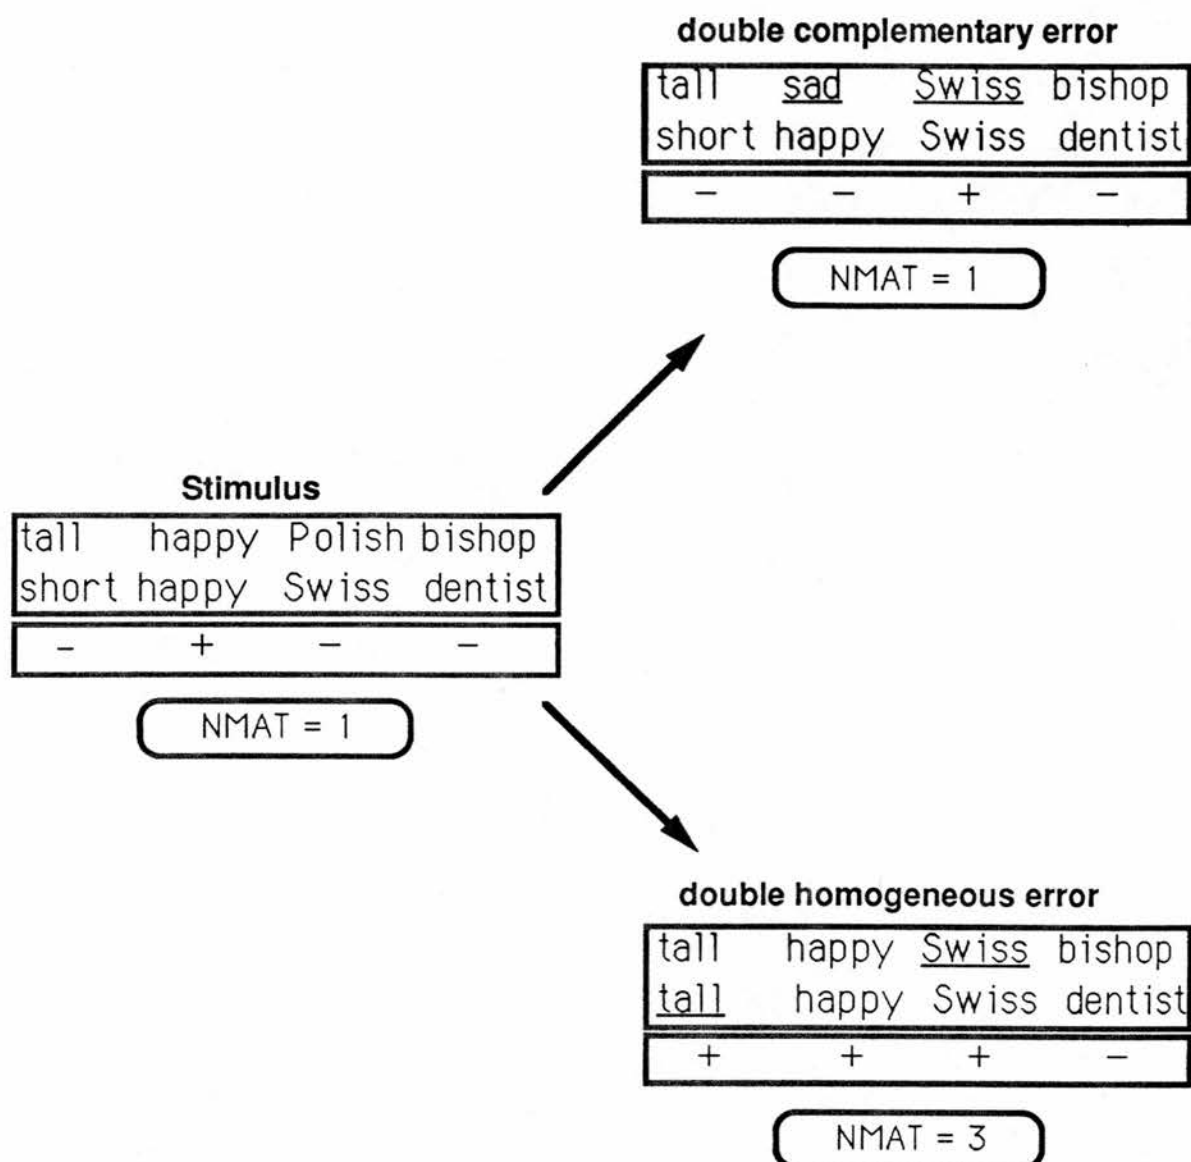 double complementary error
tall sad Swiss bishop
short happy Swiss dentist
- - + -
NMAT = 1
Stimulus
tall happy Polish bishop
short happy Swiss dentist
- + - -
NMAT = 1
double homogeneous error
tall happy Swiss bishop
tall happy Swiss dentist
+ + + -
NMAT = 3